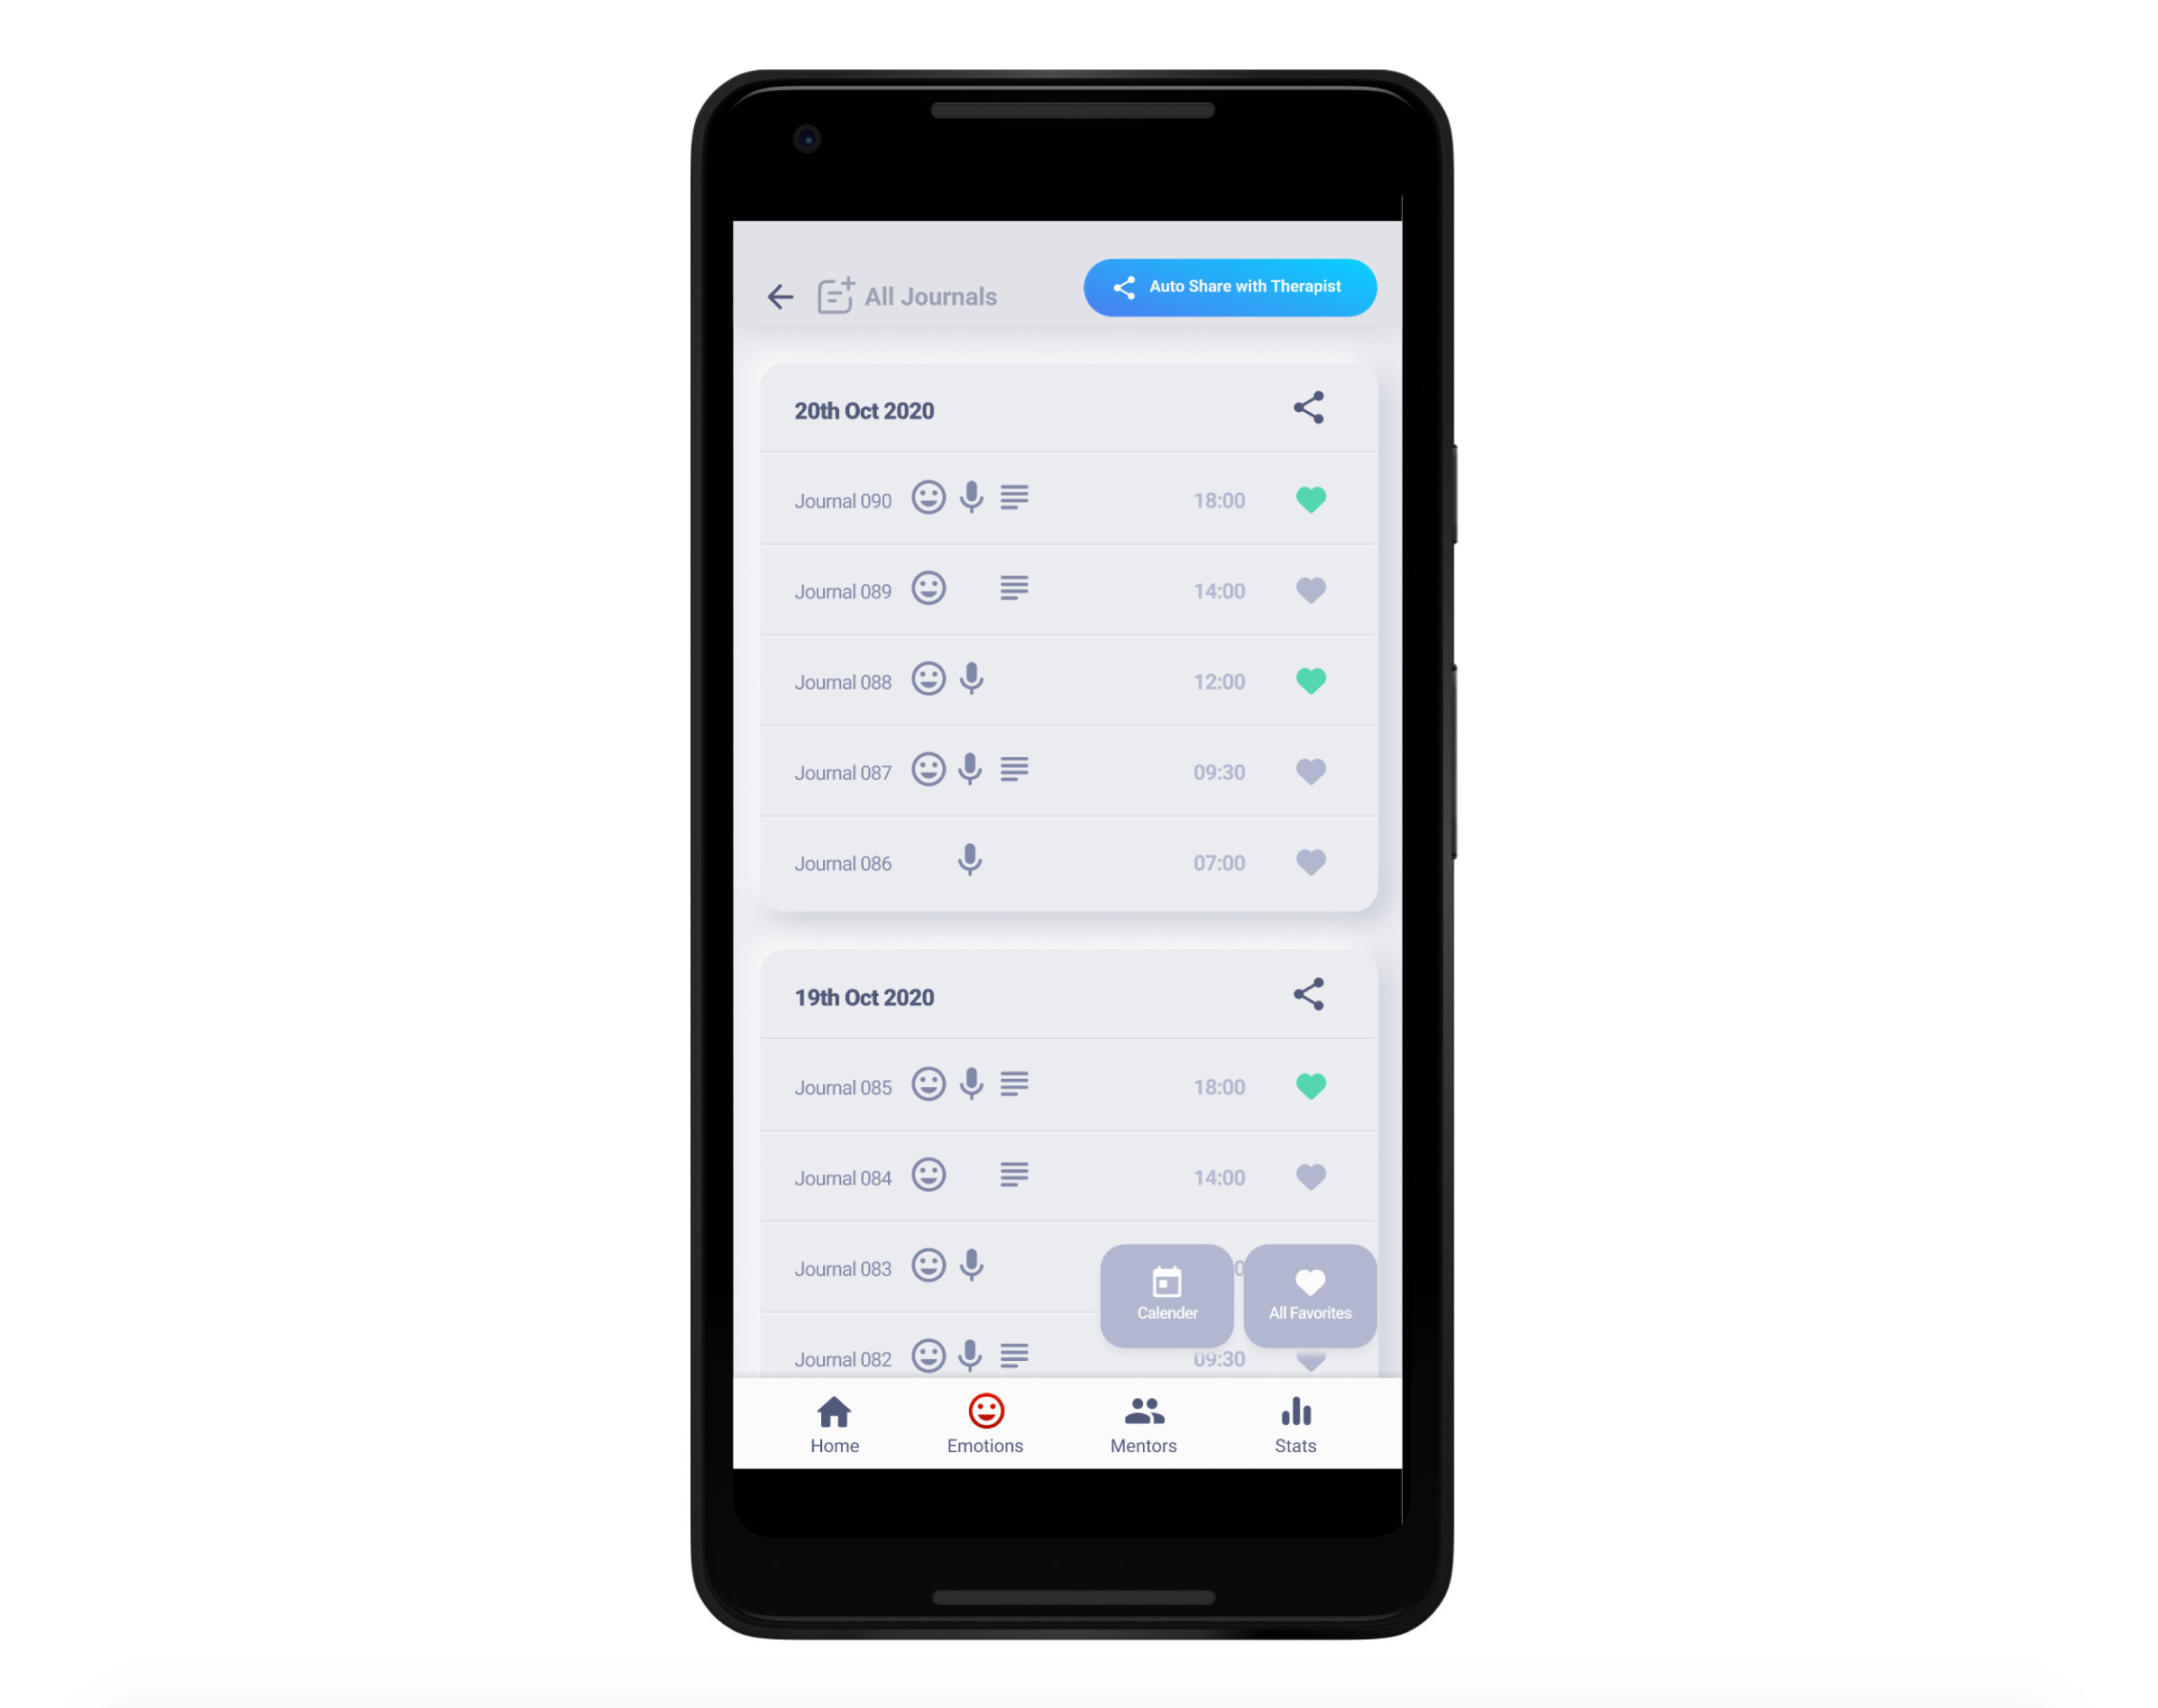 All Journals
Auto Share with Therapist
20th Oct 2020
Journal 090 18:00
Journal 089 14:00
Journal 088 12:00
Journal 087 09:30
Journal 086 07:00
19th Oct 2020
Journal 085 18:00
Journal 084 14:00
Journal 083
Calender
All Favorites
Journal 082 09:30
Home
Emotions
Mentors
Stats